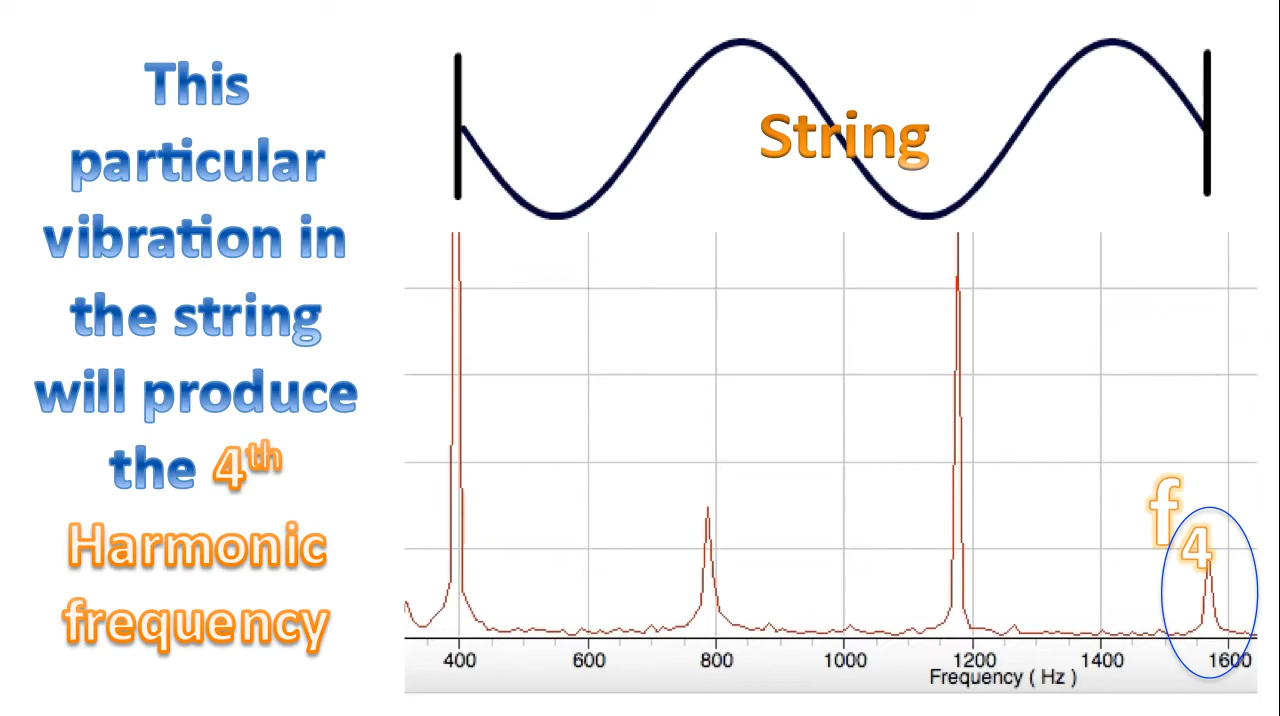 This
particular
vibration in
the string
will produce
the 4th
Harmonic
frequency
String
f4
400 600 800 1000 1200 1400 1600
Frequency ( Hz )